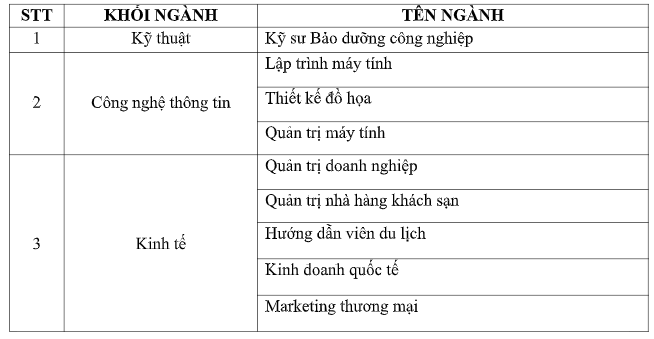 STT KHỐI NGÀNH TÊN NGÀNH
1 Kỹ thuật Kỹ sư Bảo dưỡng công nghiệp
2 Công nghệ thông tin Lập trình máy tính
Thiết kế đồ họa
Quản trị máy tính
3 Kinh tế Quản trị doanh nghiệp
Quản trị nhà hàng khách sạn
Hướng dẫn viên du lịch
Kinh doanh quốc tế
Marketing thương mại